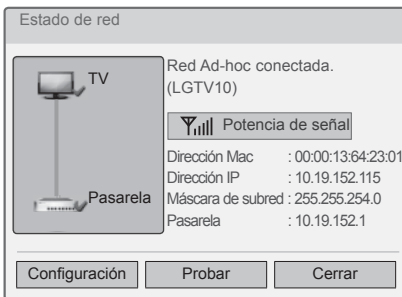 Estado de red
TV
Pasarela
Red Ad-hoc conectada.
(LGTV10)
Potencia de señal
Dirección Mac : 00:00:13:64:23:01
Dirección IP : 10.19.152.115
Máscara de subred : 255.255.254.0
Pasarela : 10.19.152.1
Configuración
Probar
Cerrar